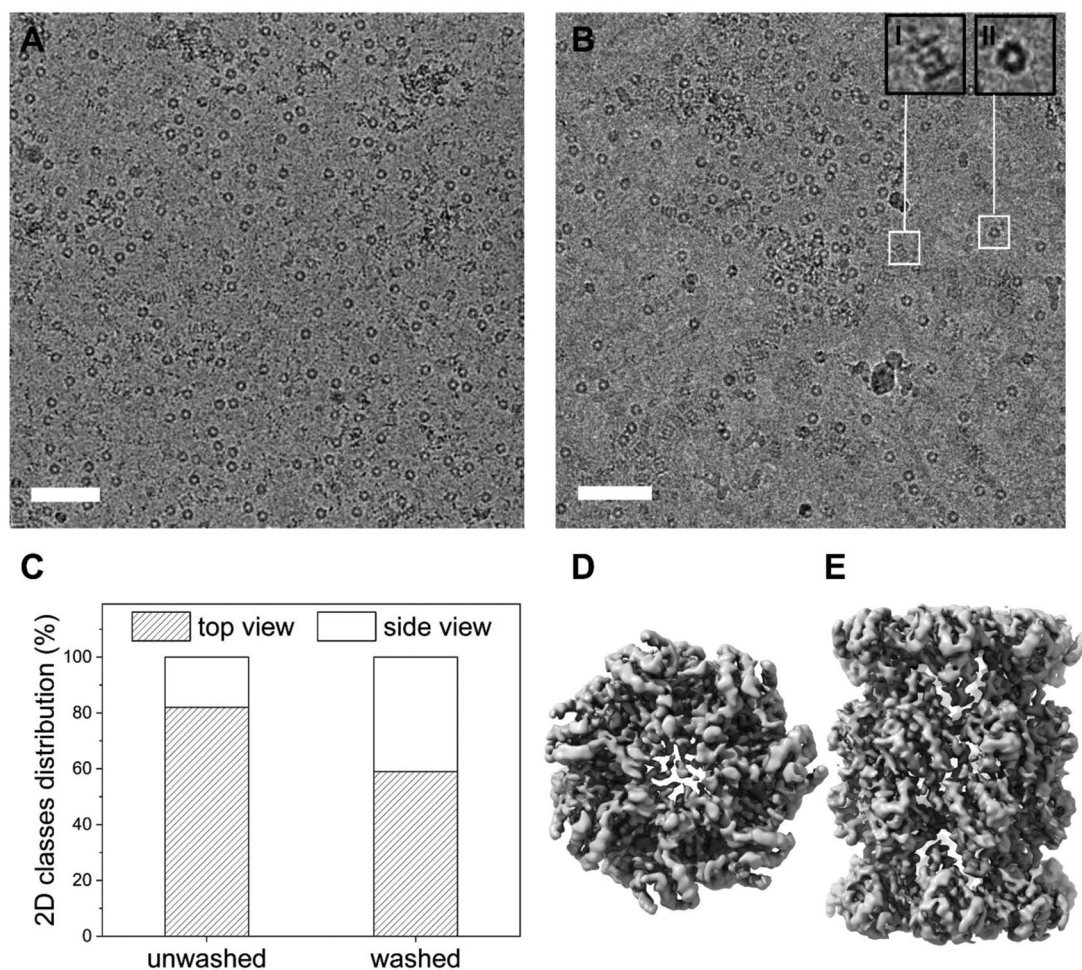 A
B
I
II
C
D
E
top view
side view
2D classes distribution (%)
100
80
60
40
20
0
unwashed
washed